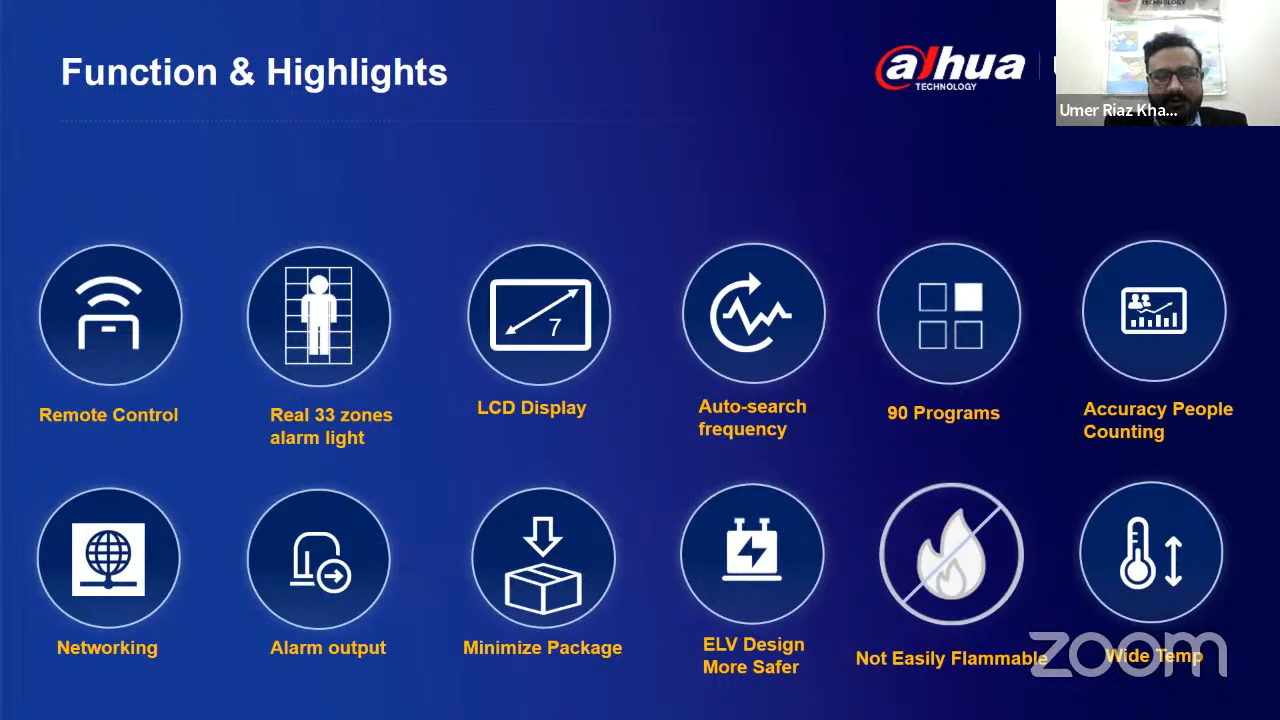 Function & Highlights
alhua
TECHNOLOGY
TECHNOLOGY
Umer Riaz Kha...
7
Remote Control
Real 33 zones
alarm light
LCD Display
Auto-search
frequency
90 Programs
Accuracy People
Counting
Networking
Alarm output
Minimize Package
ELV Design
More Safer
Not Easily Flammable
Wide Temp
zoom